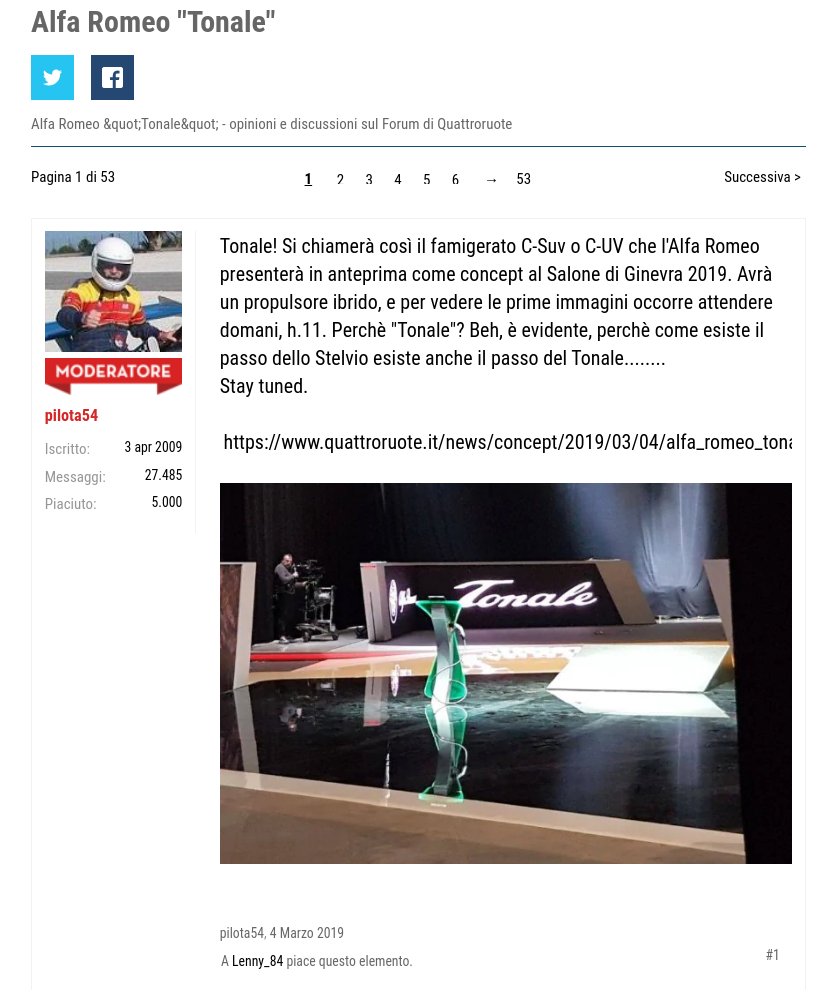 Alfa Romeo "Tonale"
Alfa Romeo &quot;Tonale&quot; - opinioni e discussioni sul Forum di Quattroruote
Pagina 1 di 53
1 2 3 4 5 6 → 53
Successiva >
MODERATORE
pilota54
Iscritto: 3 apr 2009
Messaggi: 27.485
Piaciuto: 5.000
Tonale! Si chiamerà così il famigerato C-Suv o C-UV che l'Alfa Romeo
presenterà in anteprima come concept al Salone di Ginevra 2019. Avrà
un propulsore ibrido, e per vedere le prime immagini occorre attendere
domani, h.11. Perchè "Tonale"? Beh, è evidente, perchè come esiste il
passo dello Stelvio esiste anche il passo del Tonale........
Stay tuned.
https://www.quattroruote.it/news/concept/2019/03/04/alfa_romeo_tona
Tonale
pilota54, 4 Marzo 2019
A Lenny_84 piace questo elemento.
#1